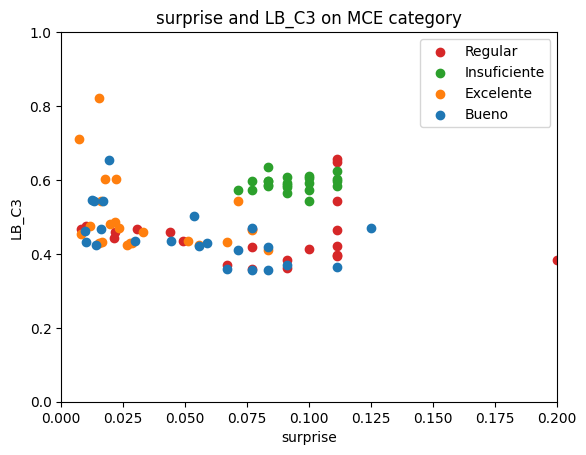 surprise and LB_C3 on MCE category
Regular
Insuficiente
Excelente
Bueno
LB_C3
1.0
0.8
0.6
0.4
0.2
0.0
0.000 0.025 0.050 0.075 0.100 0.125 0.150 0.175 0.200
surprise